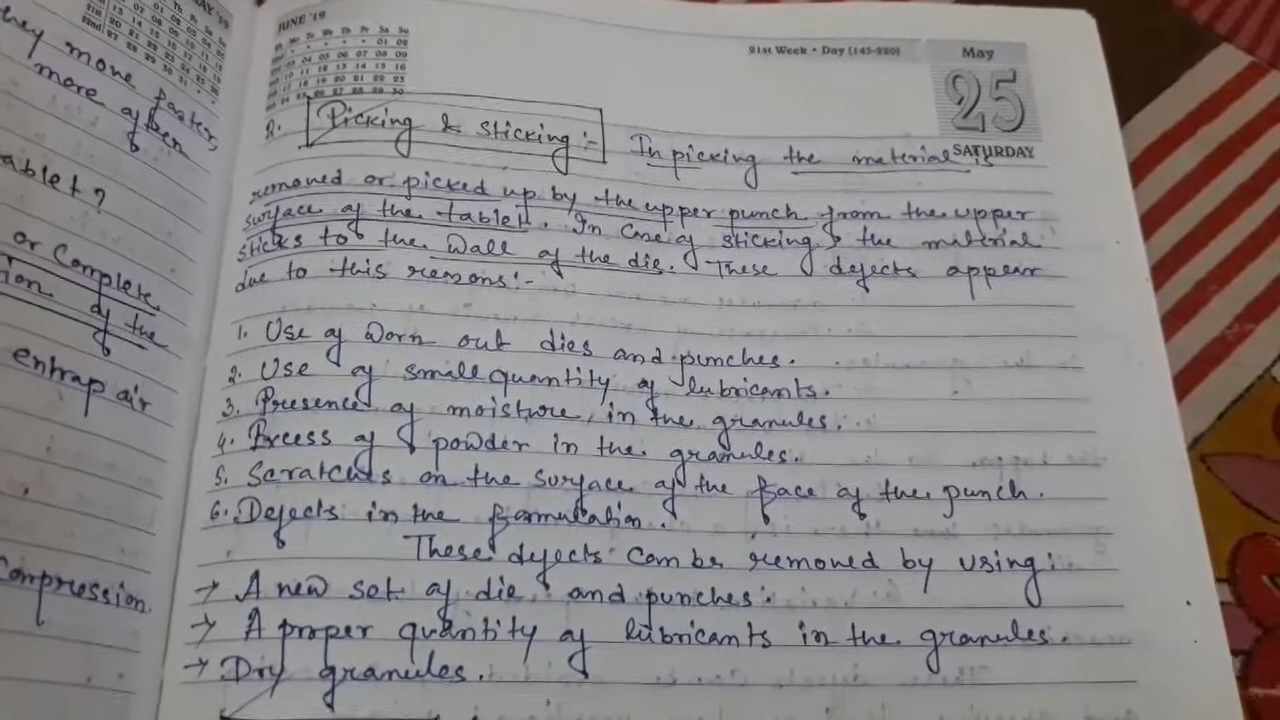 they move faster,
more often
ablet?
or Complete
ion of the
entrap air
Compression.
JUNE '19
21st Week • Day (145-220)
May
25
SATURDAY
2. Picking & Sticking :- In picking the material is
removed or picked up by the upper punch from the upper
surface of the tablet. In Case of sticking, the material
sticks to the wall of the die. These defects appear
due to this reasons :-
1. Use of worn out dies and punches.
2. Use of small quantity of lubricants.
3. Presence of moisture in the granules.
4. Excess of powder in the granules.
5. Scratches on the surface of the face of the punch.
6. Defects in the formulation.
These defects can be removed by using:
→ A new set of die and punches.
→ A proper quantity of lubricants in the granules.
→ Dry granules.